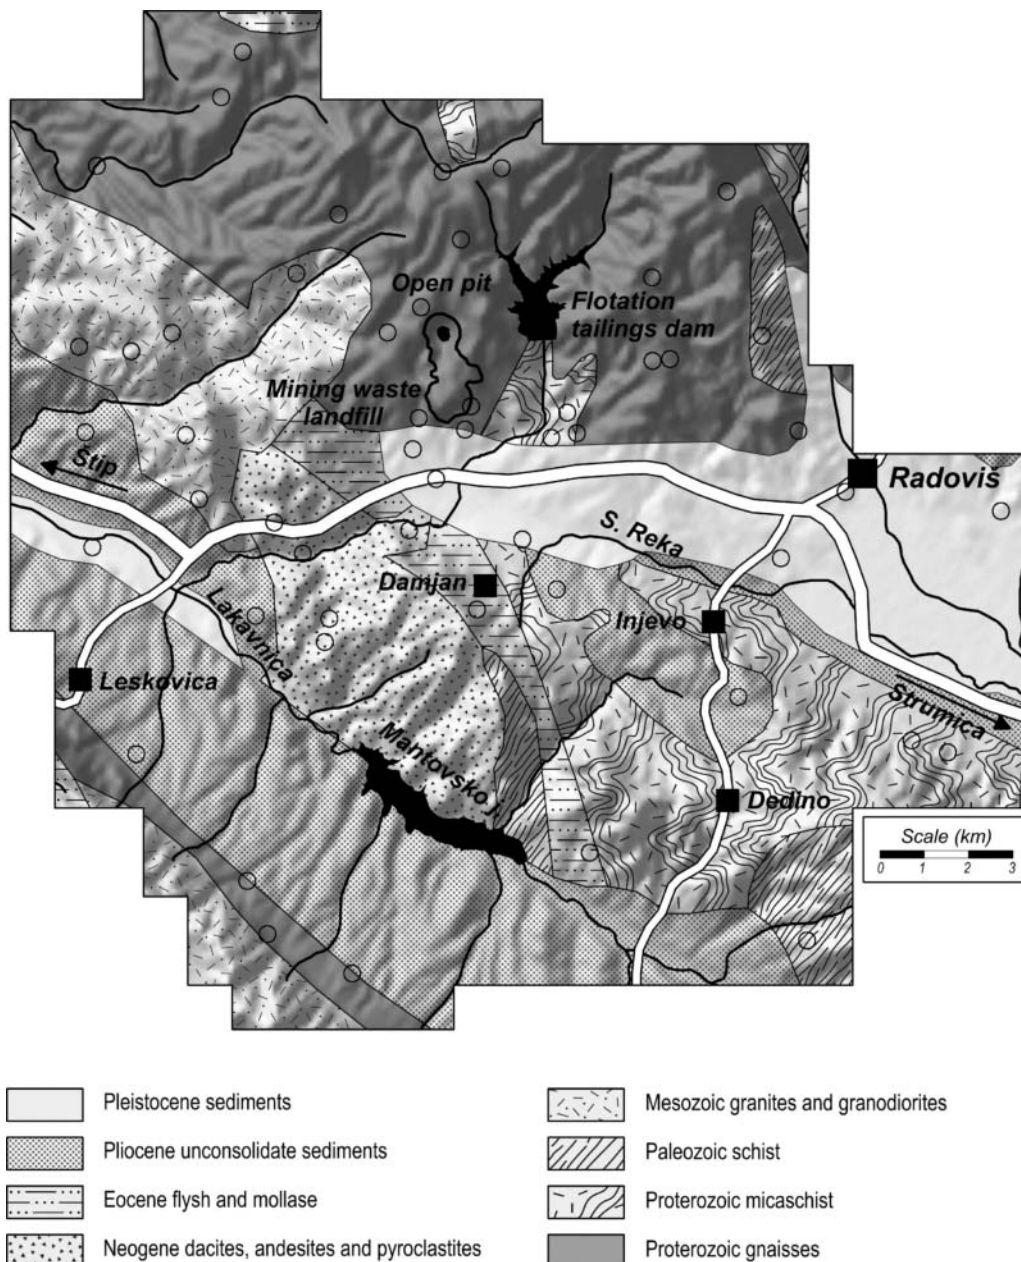 Open pit
Flotation
tailings dam
Mining waste
landfill
Štip
Radoviš
S. Reka
Damjan
Injevo
Lakavnica
Leskovica
Strumica
Mantovsko j.
Dedino
Scale (km)
0 1 2 3
Pleistocene sediments
Pliocene unconsolidate sediments
Eocene flysh and mollase
Neogene dacites, andesites and pyroclastites
Mesozoic granites and granodiorites
Paleozoic schist
Proterozoic micaschist
Proterozoic gnaisses